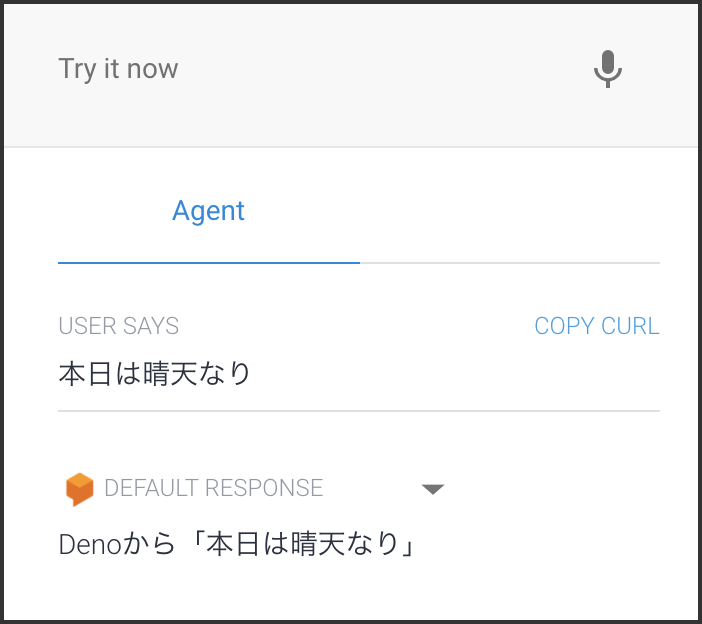 Try it now
Agent
USER SAYS COPY CURL
本日は晴天なり
DEFAULT RESPONSE
Denoから「本日は晴天なり」